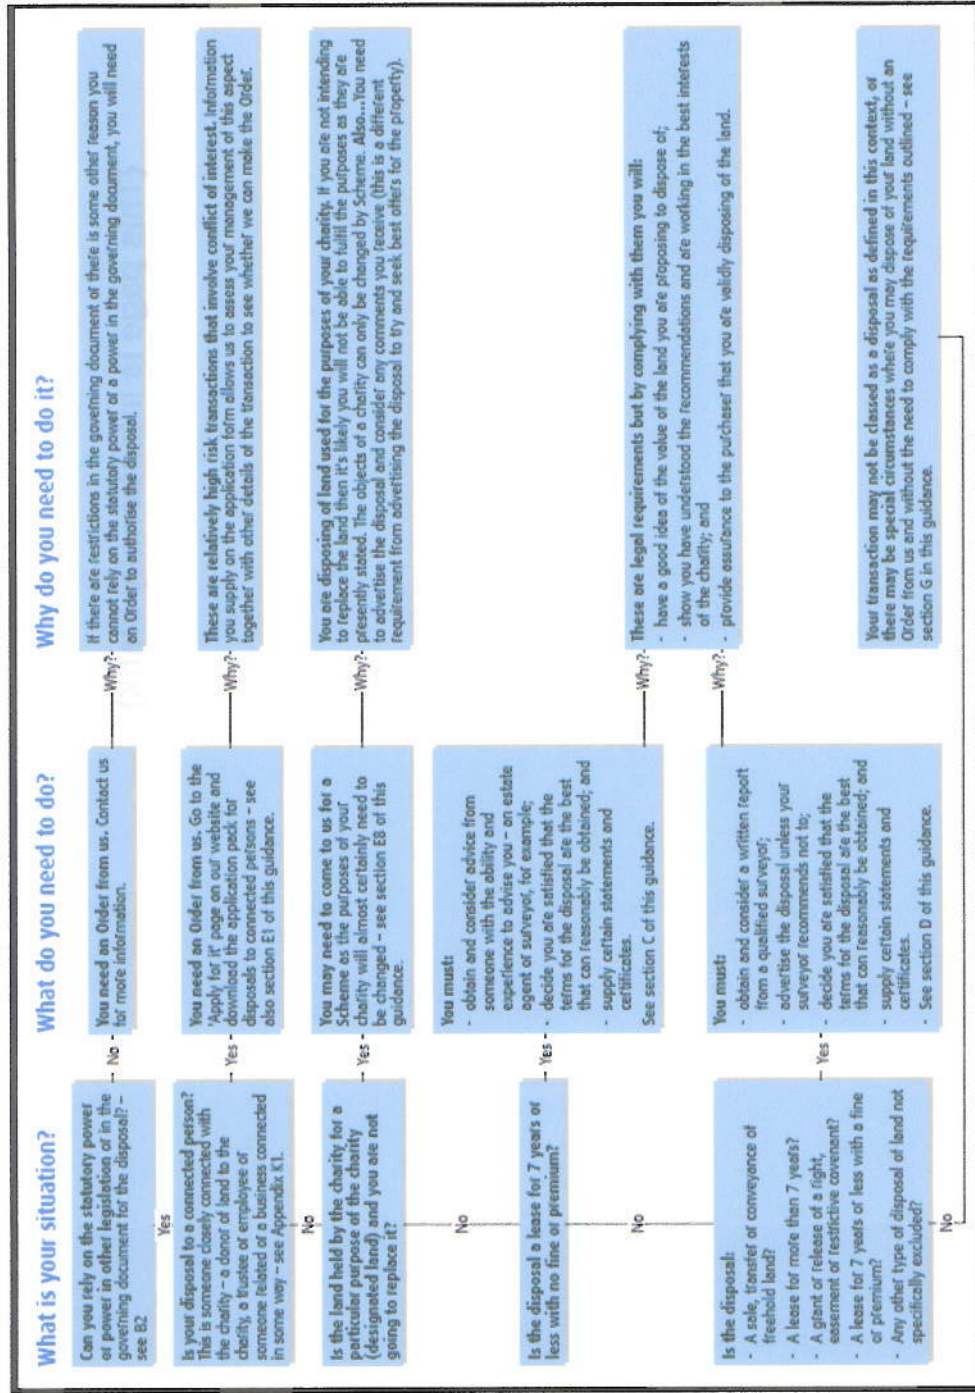 What is your situation?
What do you need to do?
Why do you need to do it?
Can you rely on the statutory power
or power in other legislation or in the
governing document for the disposal? –
see B2
No
You need an Order from us. Contact us
for more information.
Why?
If there are restrictions in the governing document or there is some other reason you
cannot rely on the statutory power or a power in the governing document, you will need
an Order to authorise the disposal.
Yes
Is your disposal to a connected person?
This is someone closely connected with
the charity – a donor of land to the
charity, a trustee or employee or
someone related or a business connected
in some way – see Appendix K1.
Yes
You need an Order from us. Go to the
'Apply for it' page on our website and
download the application pack for
disposals to connected persons – see
also section E1 of this guidance.
Why?
These are relatively high risk transactions that involve conflict of interest. Information
you supply on the application form allows us to assess your management of this aspect
together with other details of the transaction to see whether we can make the Order.
No
Is the land held by the charity for a
particular purpose of the charity
(designated land) and you are not
going to replace it?
Yes
You may need to come to us for a
Scheme as the purposes of your
charity will almost certainly need to
be changed – see section E8 of this
guidance.
Why?
You are disposing of land used for the purposes of your charity. If you are not intending
to replace the land then it's likely you will not be able to fulfil the purposes as they are
presently stated. The objects of a charity can only be changed by Scheme. Also...You need
to advertise the disposal and consider any comments you receive (this is a different
requirement from advertising the disposal to try and seek best offers for the property).
No
Is the disposal a lease for 7 years or
less with no fine or premium?
Yes
You must:
- obtain and consider advice from
someone with the ability and
experience to advise you – an estate
agent or surveyor, for example;
- decide you are satisfied that the
terms for the disposal are the best
that can reasonably be obtained; and
- supply certain statements and
certificates.
See section C of this guidance.
Why?
These are legal requirements but by complying with them you will:
- have a good idea of the value of the land you are proposing to dispose of;
- show you have understood the recommendations and are working in the best interests
of the charity; and
- provide assurance to the purchaser that you are validly disposing of the land.
No
Is the disposal:
- A sale, transfer or conveyance of
freehold land?
- A lease for more than 7 years?
- A grant or release of a right,
easement or restrictive covenant?
- A lease for 7 years or less with a fine
or premium?
- Any other type of disposal of land not
specifically excluded?
Yes
You must:
- obtain and consider a written report
from a qualified surveyor;
- advertise the disposal unless your
surveyor recommends not to;
- decide you are satisfied that the
terms for the disposal are the best
that can reasonably be obtained; and
- supply certain statements and
certificates.
- See section D of this guidance.
Why?
No
Your transaction may not be classed as a disposal as defined in this context, or
there may be special circumstances where you may dispose of your land without an
Order from us and without the need to comply with the requirements outlined – see
section G in this guidance.